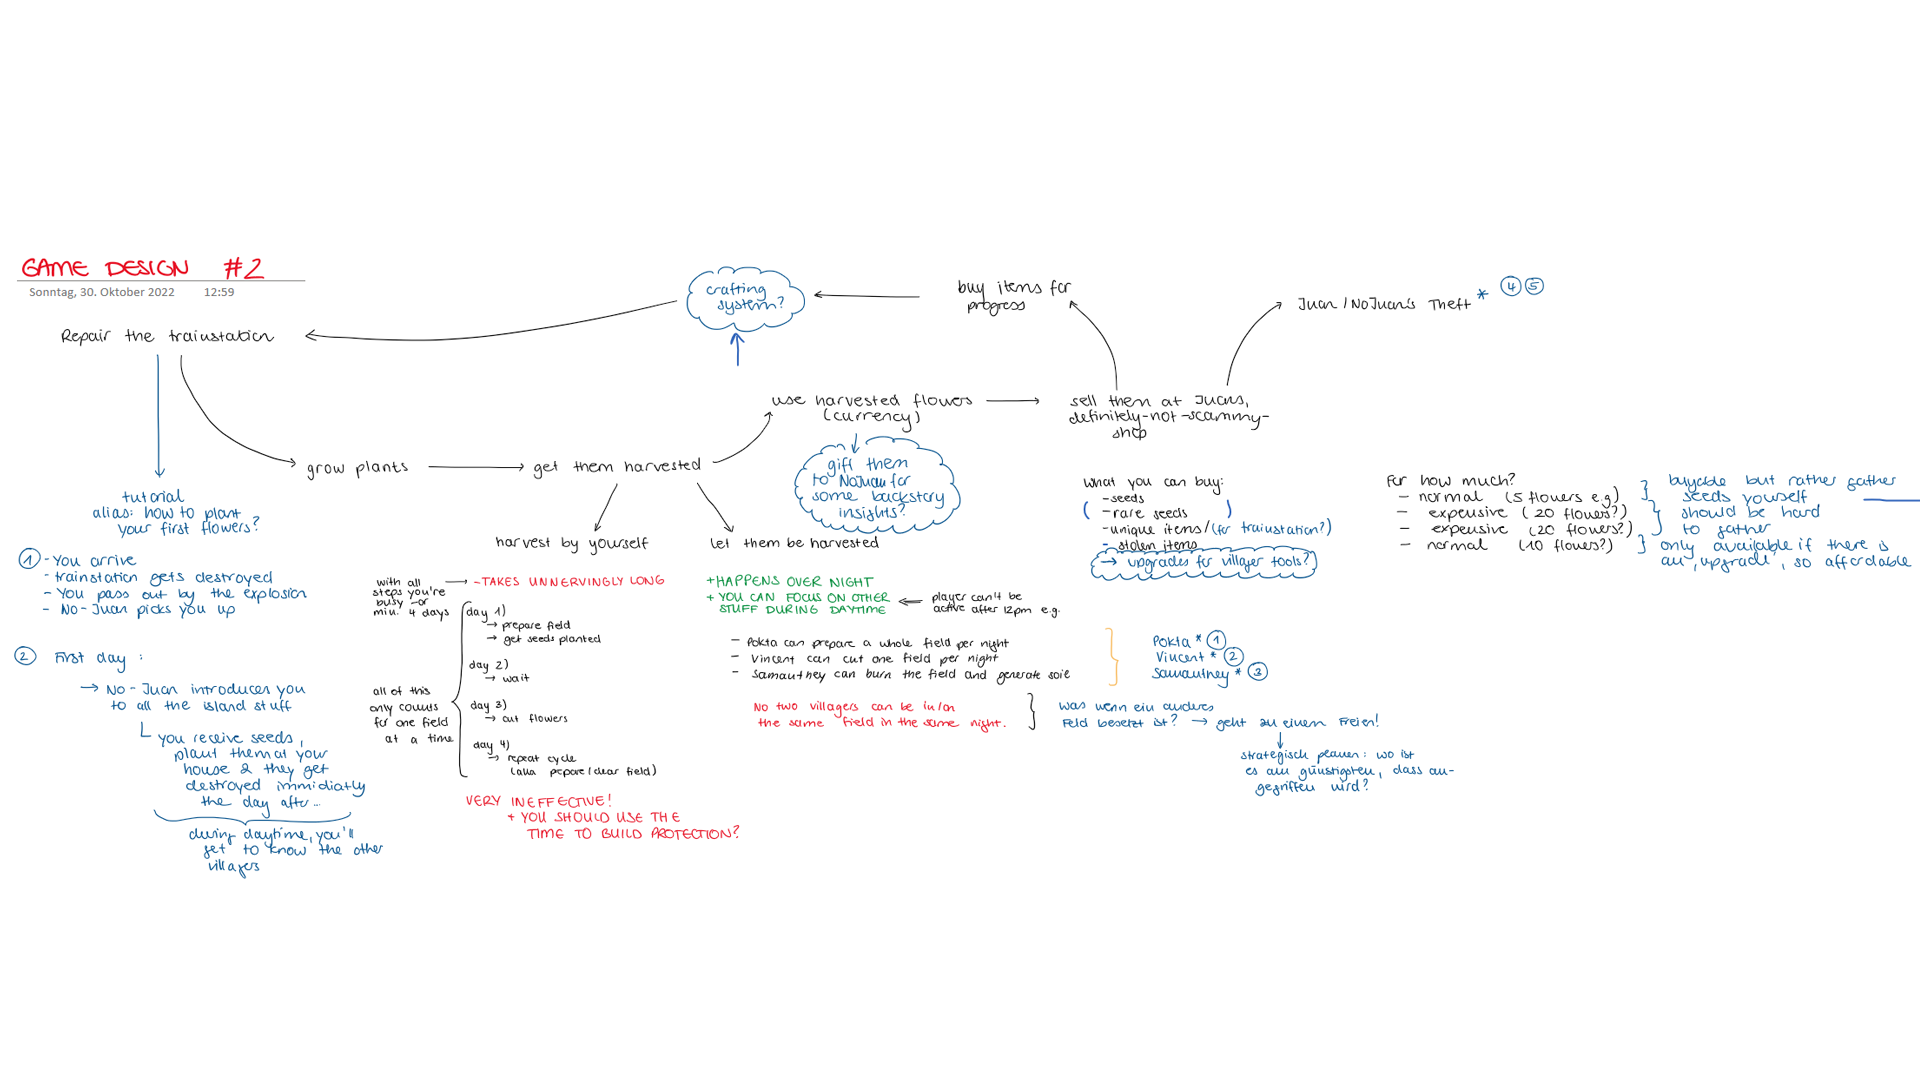 GAME DESIGN #2
Sonntag, 30. Oktober 2022 12:59
Repair the trainstation
crafting
system?
buy items for
progress
Juan / NoJuan's Theft * 4 5
use harvested flowers
(currency)
sell them at Juans,
definitely-not-scammy-
shop
grow plants
get them harvested
gift them
to NoJuan for
some backstory
insights?
tutorial
alias: how to plant
your first flowers?
1 - You arrive
- trainstation gets destroyed
- You pass out by the explosion
- No-Juan picks you up
2 First day :
→ No-Juan introduces you
to all the island stuff
you receive seeds,
plant them at your
house & they get
destroyed immidiatly
the day after...
during daytime, you'll
get to know the other
villagers
harvest by yourself
with all
steps you're
busy -or
min. 4 days
- TAKES UNNERVINGLY LONG
all of this
only counts
for one field
at a time
day 1)
→ prepare field
→ get seeds planted
day 2)
→ wait
day 3)
→ cut flowers
day 4)
→ repeat cycle
(aka pepare/clear field)
VERY INEFFECTIVE!
+ YOU SHOULD USE THE
TIME TO BUILD PROTECTION?
let them be harvested
+ HAPPENS OVER NIGHT
+ YOU CAN FOCUS ON OTHER
STUFF DURING DAYTIME
player can't be
active after 12pm e.g.
- Pokta can prepare a whole field per night
- Vincent can cut one field per night
- Samantney can burn the field and generate soil
Pokta * 1
Vincent * 2
Samantney * 3
No two villagers can be in/on
the same field in the same night.
Was wenn ein anderes
Feld besetzt ist? → geht zu einem Freien!
strategisch planen: wo ist
es am günstigsten, dass an-
gegriffen wird?
What you can buy:
- seeds
( - rare seeds )
- unique items/(for trainstation?)
- stolen items
→ upgrades for villager tools?
For how much?
- normal (5 flowers e.g)
- expensive (20 flowers?)
- expensive (20 flowers?)
- normal (10 flowers?)
buyable but rather gather
seeds yourself
should be hard
to gather
only available if there is
an 'upgrade', so affordable